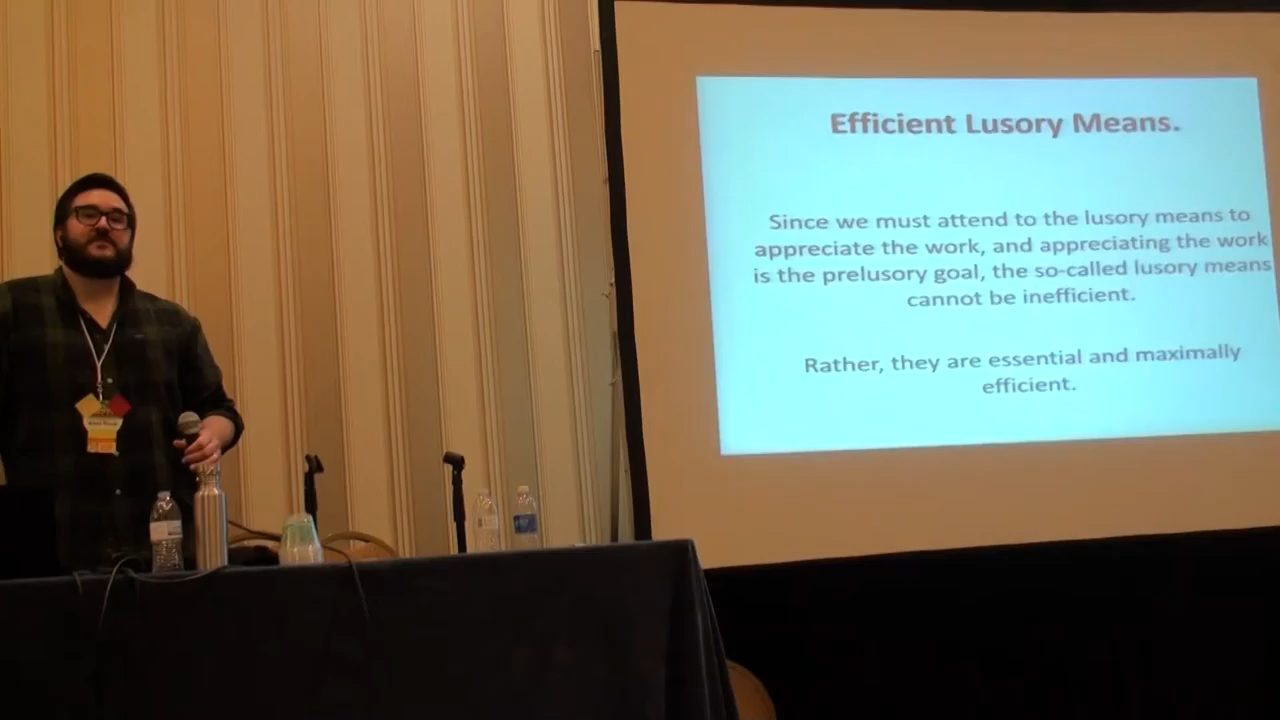 Efficient Lusory Means.
Since we must attend to the lusory means to
appreciate the work, and appreciating the work
is the prelusory goal, the so-called lusory means
cannot be inefficient.
Rather, they are essential and maximally
efficient.